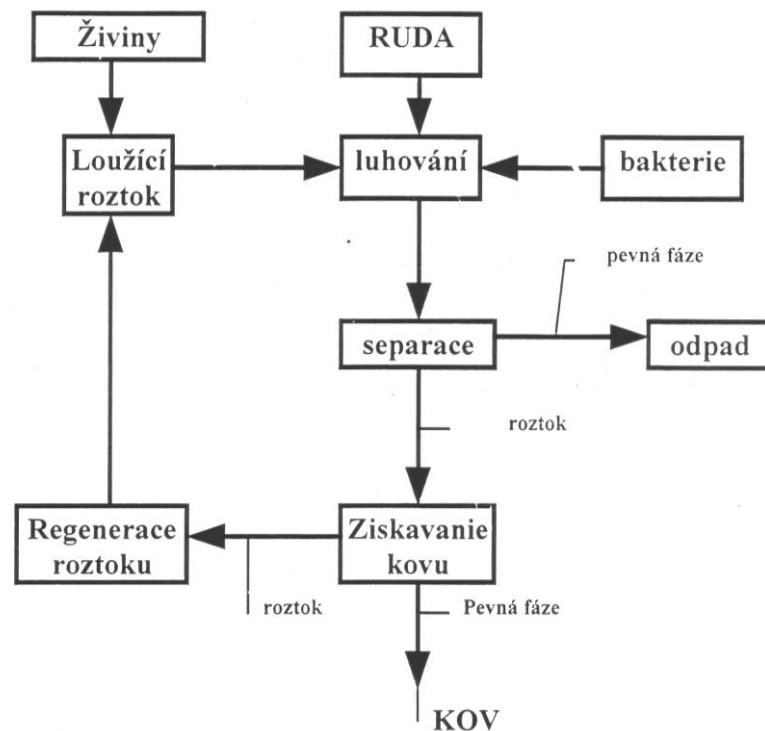 Živiny
RUDA
Loužící
roztok
luhování
bakterie
pevná fáze
separace
odpad
roztok
Regenerace
roztoku
Ziskavanie
kovu
roztok
Pevná fáze
KOV